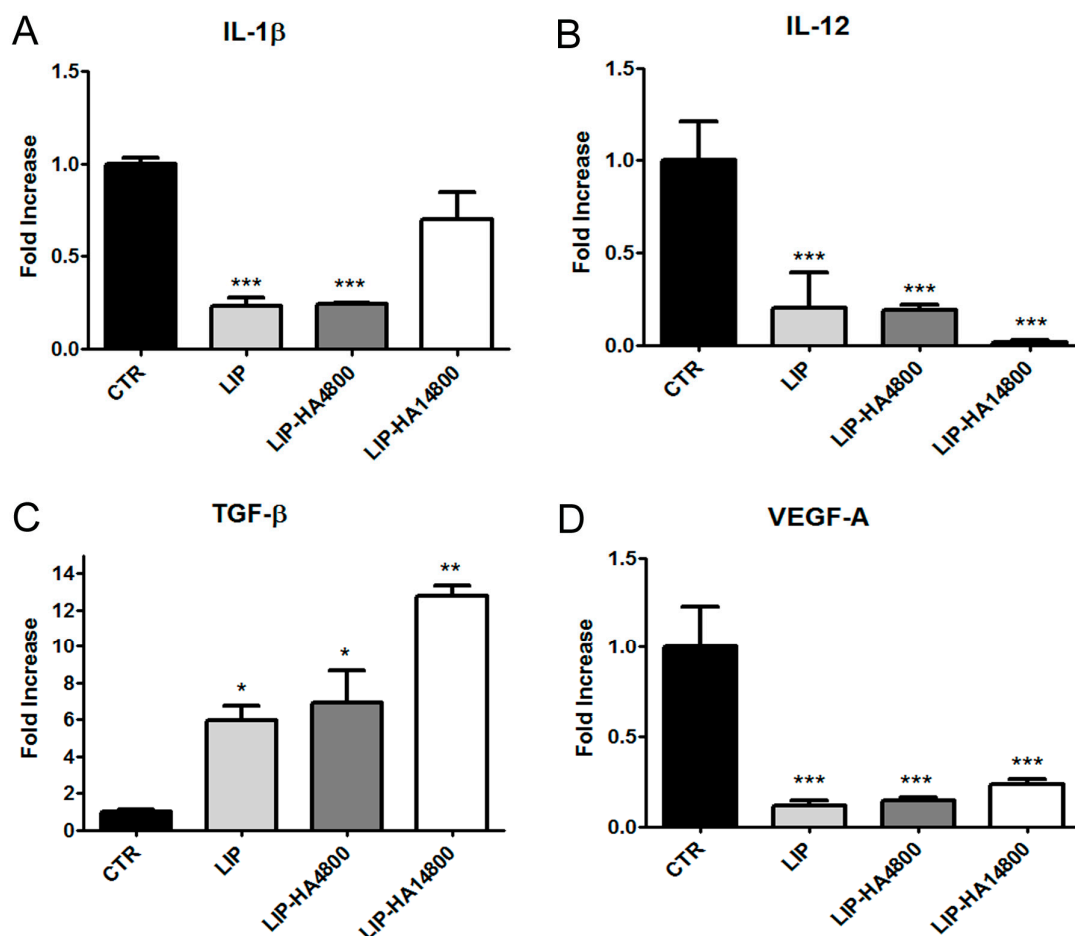 A
IL-1β
Fold Increase
1.5
1.0
0.5
0.0
***
***
CTR
LIP
LIP-HA4800
LIP-HA14800
B
IL-12
Fold Increase
1.5
1.0
0.5
0.0
***
***
***
CTR
LIP
LIP-HA4800
LIP-HA14800
C
TGF-β
Fold Increase
14
12
10
8
6
4
2
0
*
*
**
CTR
LIP
LIP-HA4800
LIP-HA14800
D
VEGF-A
Fold Increase
1.5
1.0
0.5
0.0
***
***
***
CTR
LIP
LIP-HA4800
LIP-HA14800